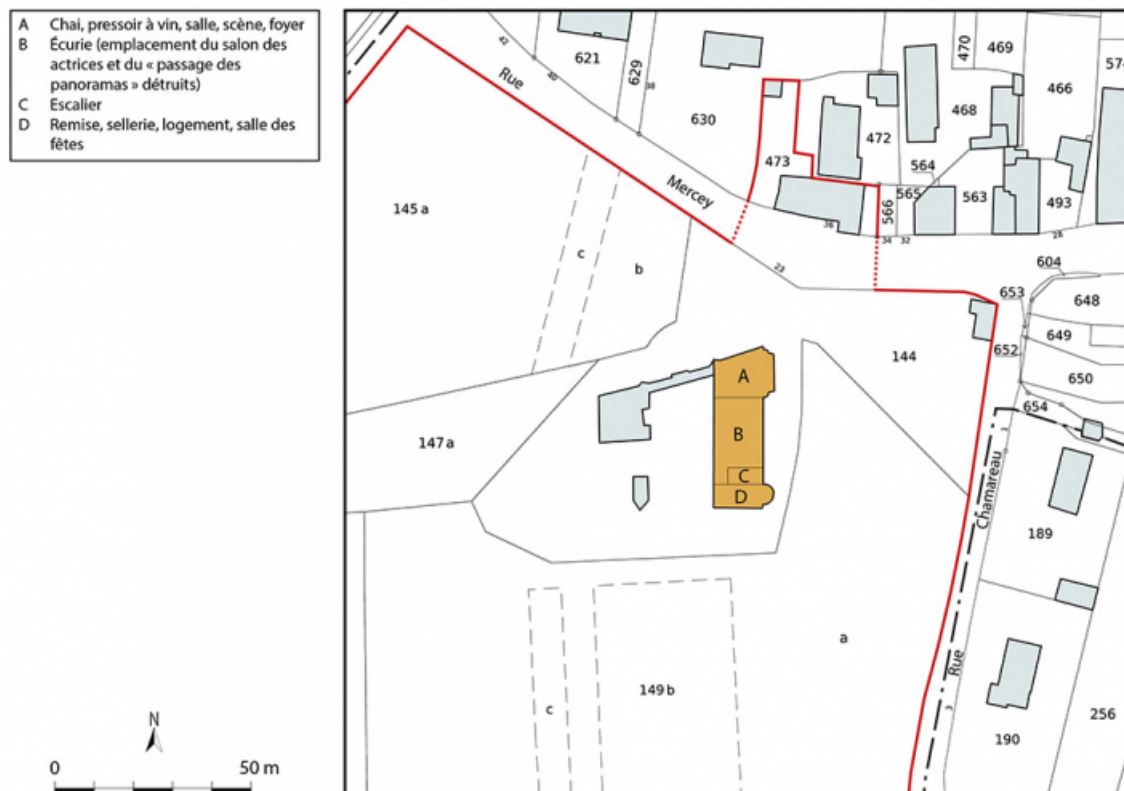 A Chai, pressoir à vin, salle, scène, foyer
B Écurie (emplacement du salon des
actrices et du « passage des
panoramas » détruits)
C Escalier
D Remise, sellerie, logement, salle des
fêtes
42
40
Rue
Mercey
621
629
38
630
473
472
468
470
469
466
574
564
565
566
563
493
36
34
32
28
23
604
653
648
649
652
650
654
145 a
c
b
144
147 a
A
B
C
D
1
Chamareau
Rue
3
189
190
256
a
149 b
c
N
0
50 m